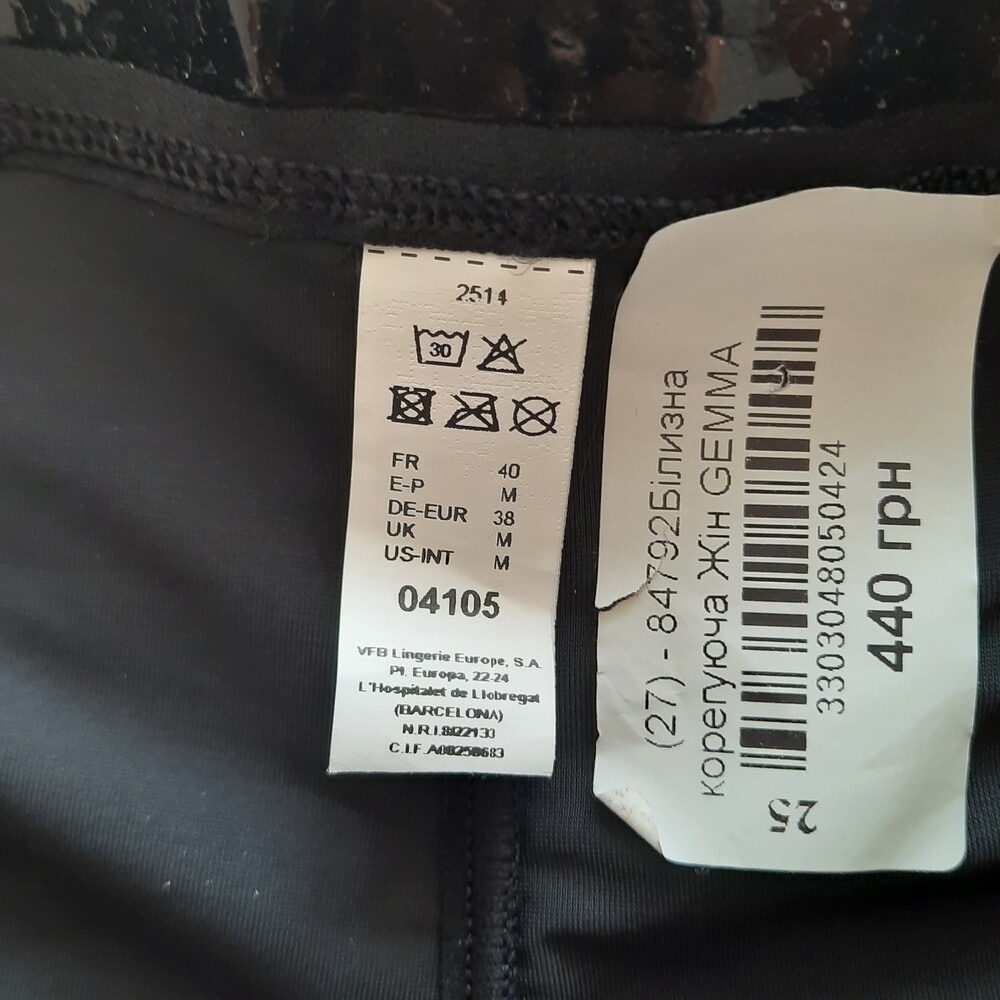 2514
30
FR 40
E-P M
DE-EUR 38
UK M
US-INT M
04105
VFB Lingerie Europe, S.A.
Pl. Europa, 22-24
L'Hospitalet de Llobregat
(BARCELONA)
N.R.I.
C.I.F.
(27) - 84792Білизна
корегуюча Жін GEMMA
3303048050424
440 грн
25